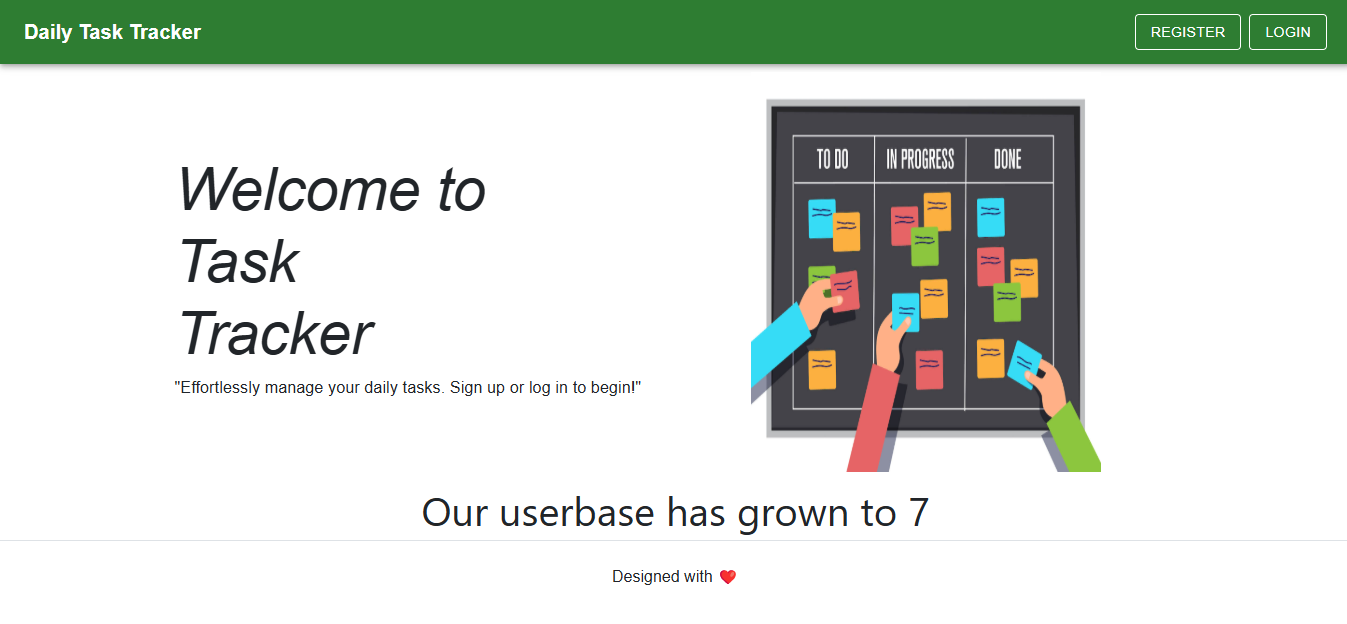 Daily Task Tracker
REGISTER
LOGIN
Welcome to
Task
Tracker
"Effortlessly manage your daily tasks. Sign up or log in to begin!"
TO DO
IN PROGRESS
DONE
Our userbase has grown to 7
Designed with ❤️